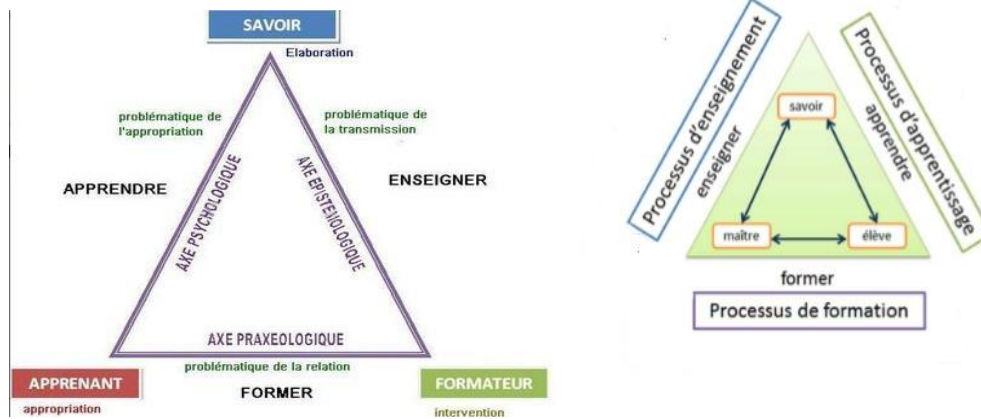 SAVOIR
Elaboration
problématique de
l'appropriation
problématique de
la transmission
APPRENDRE
ENSEIGNER
AXE PSYCHOLOGIQUE
AXE EPISTEMOLOGIQUE
AXE PRAXEOLOGIQUE
problématique de la relation
FORMER
APPRENANT
appropriation
FORMATEUR
intervention
Processus d'enseignement
enseigner
Processus d'apprentissage
apprendre
savoir
maître
élève
former
Processus de formation